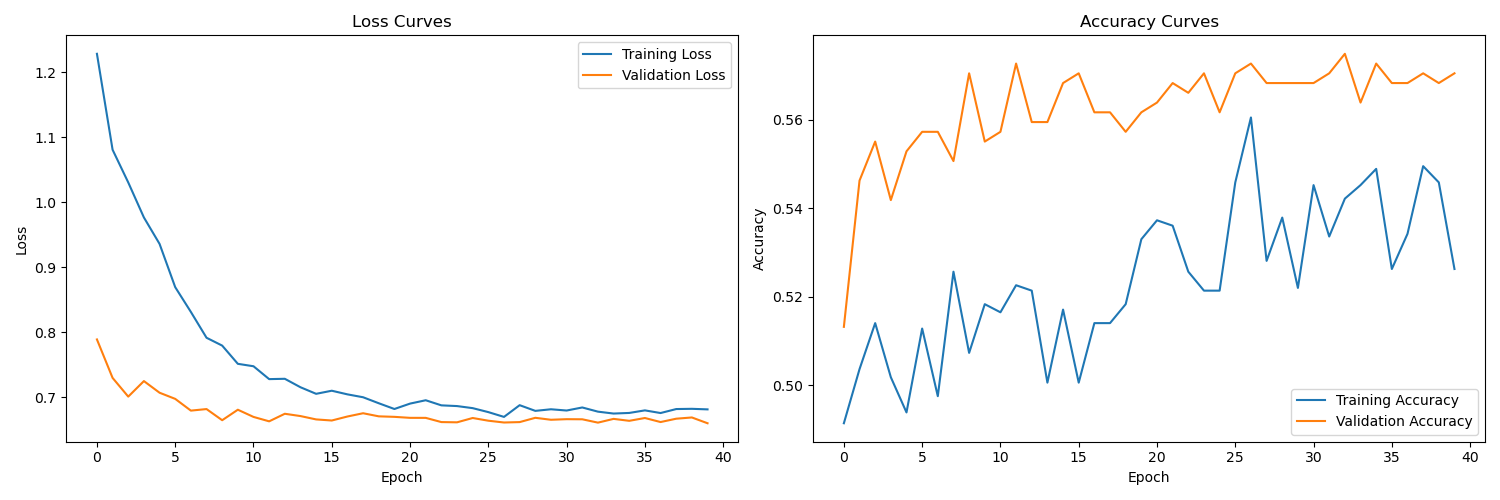 Loss Curves
Training Loss
Validation Loss
Loss
1.2
1.1
1.0
0.9
0.8
0.7
0 5 10 15 20 25 30 35 40
Epoch
Accuracy Curves
Accuracy
0.56
0.54
0.52
0.50
Training Accuracy
Validation Accuracy
0 5 10 15 20 25 30 35 40
Epoch